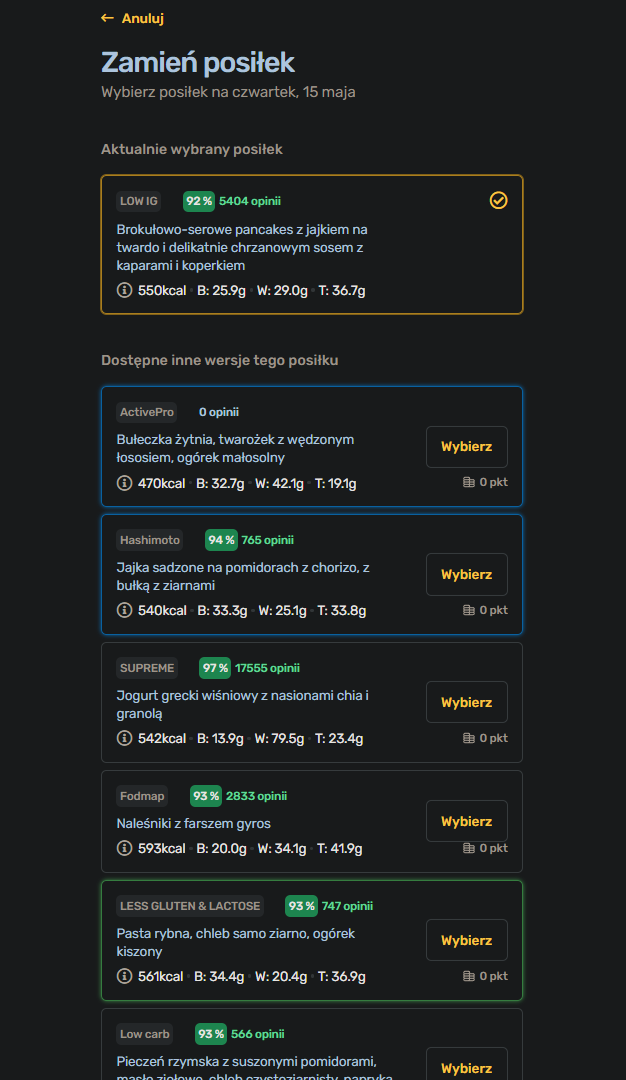 ← Anuluj
Zamień posiłek
Wybierz posiłek na czwartek, 15 maja
Aktualnie wybrany posiłek
LOW IG 92 % 5404 opinii
Brokułowo-serowe pancakes z jajkiem na
twardo i delikatnie chrzanowym sosem z
kaparami i koperkiem
550kcal · B: 25.9g · W: 29.0g · T: 36.7g
Dostępne inne wersje tego posiłku
ActivePro 0 opinii
Bułeczka żytnia, twarożek z wędzonym
łososiem, ogórek małosolny
Wybierz
470kcal · B: 32.7g · W: 42.1g · T: 19.1g
0 pkt
Hashimoto 94 % 765 opinii
Jajka sadzone na pomidorach z chorizo, z
bułką z ziarnami
Wybierz
540kcal · B: 33.3g · W: 25.1g · T: 33.8g
0 pkt
SUPREME 97 % 17555 opinii
Jogurt grecki wiśniowy z nasionami chia i
granolą
Wybierz
542kcal · B: 13.9g · W: 79.5g · T: 23.4g
0 pkt
Fodmap 93 % 2833 opinii
Naleśniki z farszem gyros
Wybierz
593kcal · B: 20.0g · W: 34.1g · T: 41.9g
0 pkt
LESS GLUTEN & LACTOSE 93 % 747 opinii
Pasta rybna, chleb samo ziarno, ogórek
kiszony
Wybierz
561kcal · B: 34.4g · W: 20.4g · T: 36.9g
0 pkt
Low carb 93 % 566 opinii
Pieczeń rzymska z suszonymi pomidorami,
masło ziołowe, chleb czystoziarnisty, papryka
Wybierz